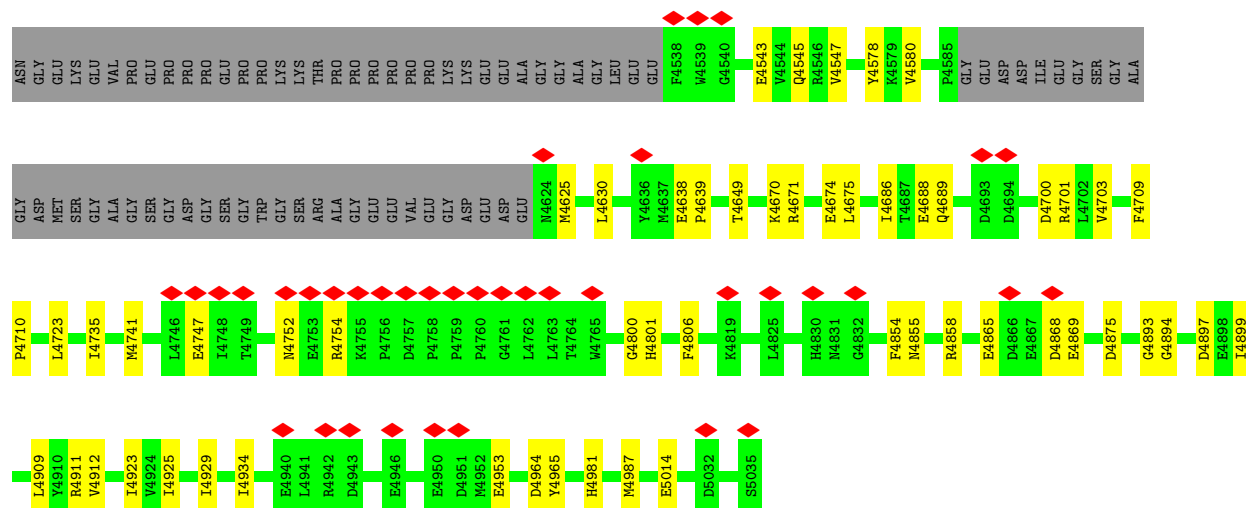 ASN GLY GLU LYS GLU VAL PRO GLU PRO PRO PRO GLU PRO PRO LYS LYS THR PRO PRO PRO PRO PRO PRO LYS LYS GLU GLU ALA GLY GLY ALA GLY LEU GLU GLU F4538 W4539 G4540 E4543 V4544 Q4545 R4546 V4547 Y4578 K4579 V4580 P4585 GLY GLU ASP ASP ILE GLU GLY SER GLY ALA
GLY ASP MET SER GLY ALA GLY SER GLY ASP GLY SER GLY TRP GLY SER ARG ALA GLY GLU GLU VAL GLU GLY ASP GLU ASP GLU N4624 M4625 L4630 Y4636 M4637 E4638 P4639 T4649 K4670 R4671 E4674 L4675 I4686 T4687 E4688 Q4689 D4693 D4694 D4700 R4701 L4702 V4703 F4709
P4710 L4723 I4735 M4741 L4746 E4747 I4748 T4749 N4752 E4753 R4754 K4755 P4756 D4757 P4758 P4759 P4760 G4761 L4762 L4763 T4764 W4765 G4800 H4801 F4806 K4819 L4825 H4830 N4831 G4832 F4854 N4855 R4858 E4865 D4866 E4867 D4868 E4869 D4875 G4893 G4894 D4897 E4898 I4899
L4909 Y4910 R4911 V4912 I4923 V4924 I4925 I4929 I4934 E4940 L4941 R4942 D4943 E4946 E4950 D4951 M4952 E4953 D4964 Y4965 H4981 M4987 E5014 D5032 S5035